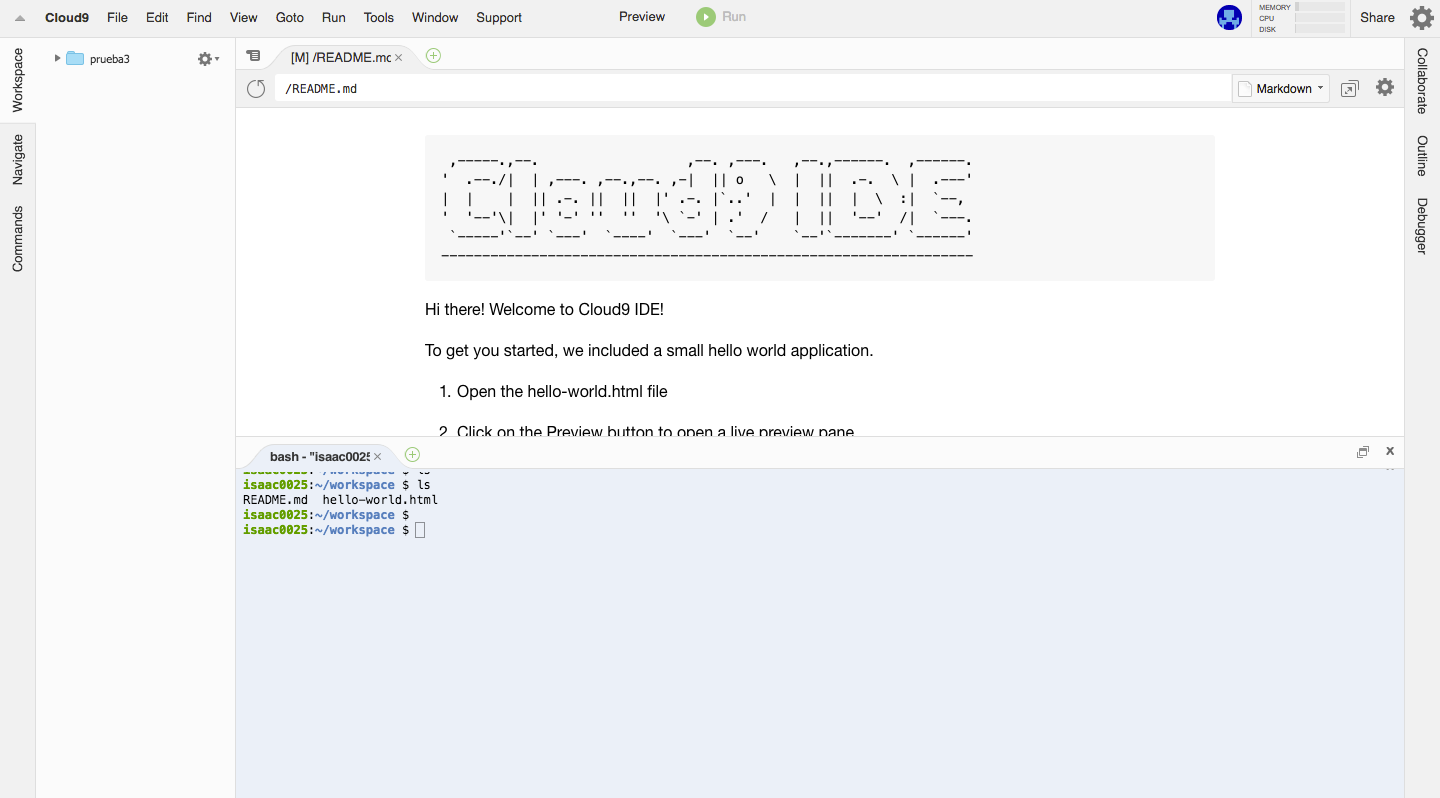 Cloud9 File Edit Find View Goto Run Tools Window Support Preview Run MEMORY CPU DISK Share
Workspace
Navigate
Commands
prueba3
[M] /README.mc
/README.md
Markdown
Collaborate
Outline
Debugger
 ,-----.,--.                  ,--. ,---.   ,--.,------.  ,------.
'  .--./|  | ,---. ,--.,--. ,-|  || o   \  |  ||  .-.  \ |  .---'
|  |    |  || .-. ||  ||  |' .-. |`..'  |  |  ||  |  \  :|  `--,
'  '--'\|  |' '-' ''  ''  '\ `-' | .'  /   |  ||  '--'  /|  `---.
 `-----'`--' `---'  `----'  `---'  `--'    `--'`-------' `------'
-----------------------------------------------------------------
Hi there! Welcome to Cloud9 IDE!
To get you started, we included a small hello world application.
1. Open the hello-world.html file
2. Click on the Preview button to open a live preview pane
bash - "isaac0025
isaac0025:~/workspace $ ls
isaac0025:~/workspace $ ls
README.md  hello-world.html
isaac0025:~/workspace $
isaac0025:~/workspace $